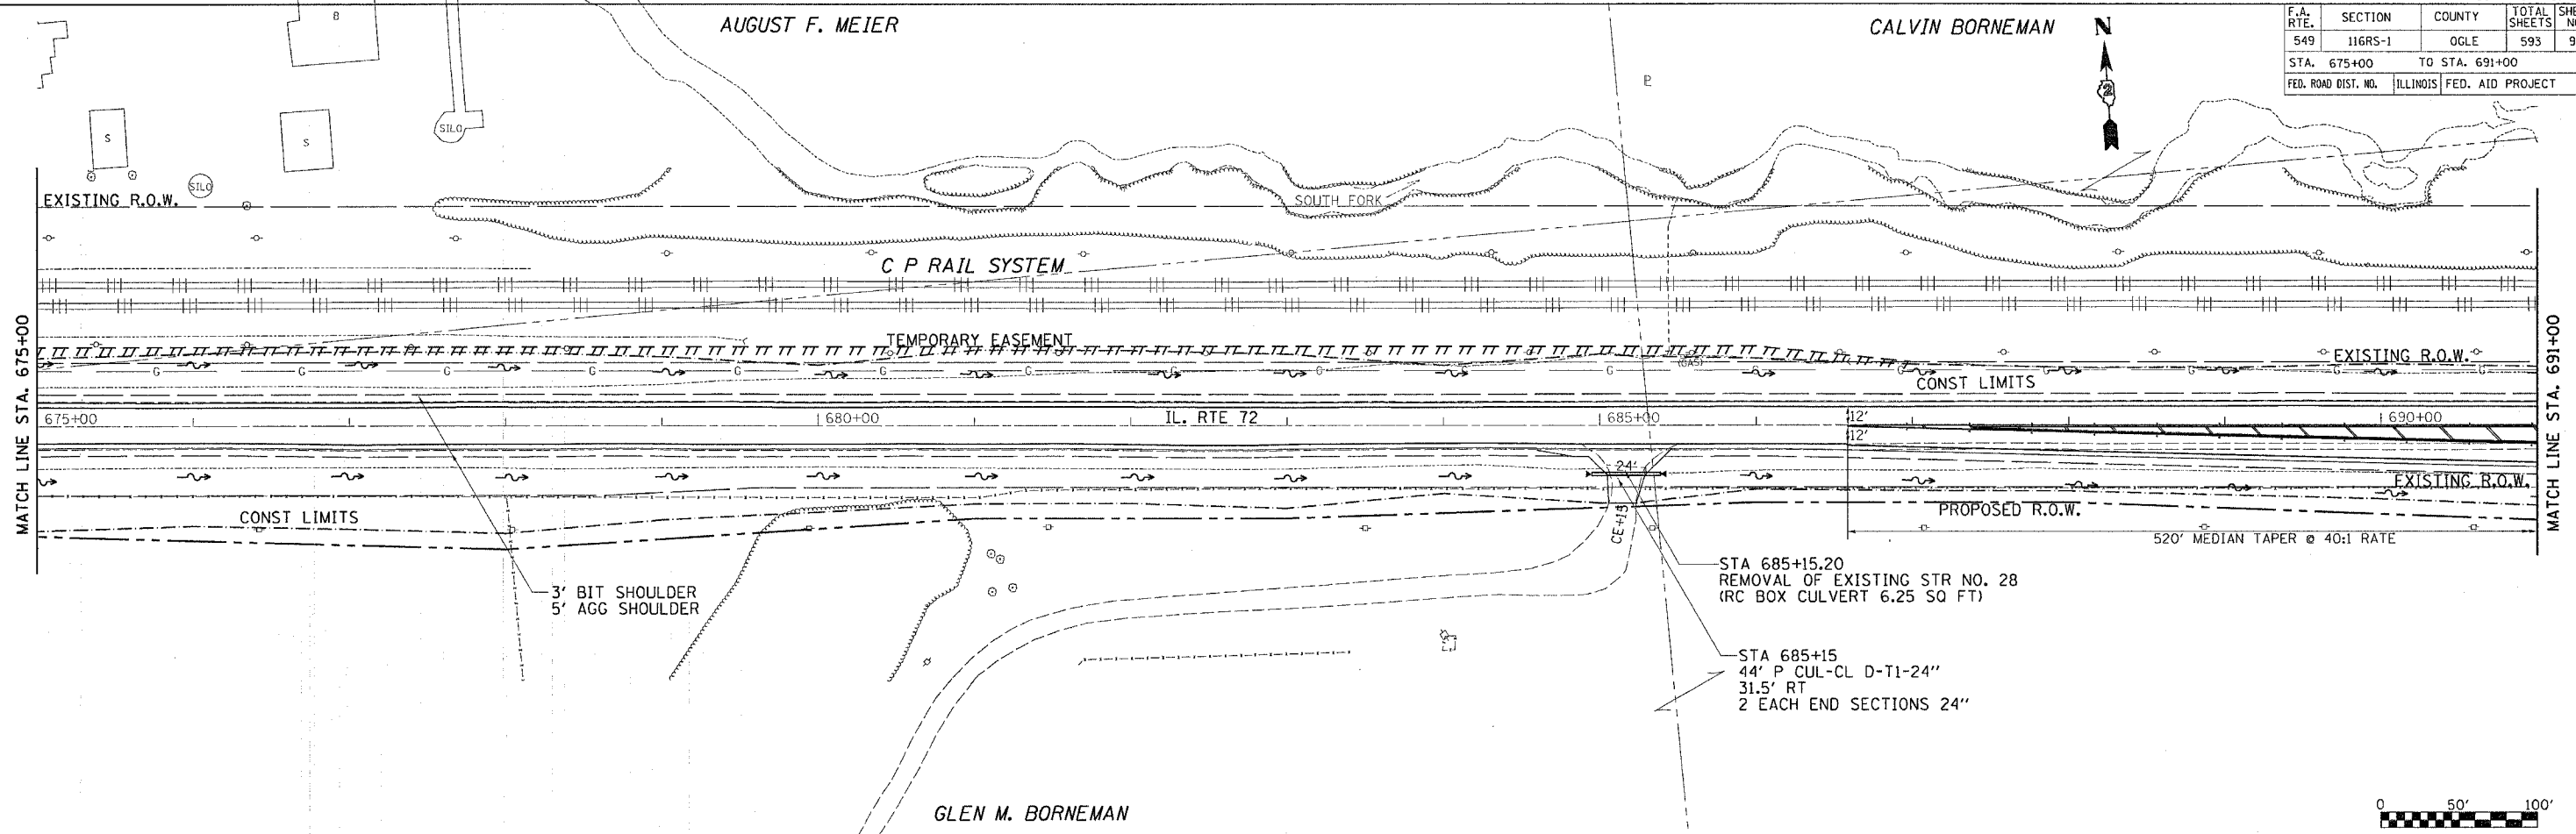 AUGUST F. MEIER
CALVIN BORNEMAN
N
2
F.A. RTE.
SECTION
COUNTY
TOTAL SHEETS
549
116RS-1
OGLE
593
STA. 675+00 TO STA. 691+00
FED. ROAD DIST. NO.
ILLINOIS
FED. AID PROJECT
B
S
S
SILO
SILO
EXISTING R.O.W.
SOUTH FORK
C P RAIL SYSTEM
TEMPORARY EASEMENT
EXISTING R.O.W.
G G G G G G G G G G G
(GAS)
CONST LIMITS
MATCH LINE STA. 675+00
MATCH LINE STA. 691+00
675+00
680+00
IL. RTE 72
685+00
12'
12'
690+00
24'
CE+15
EXISTING R.O.W.
CONST LIMITS
PROPOSED R.O.W.
520' MEDIAN TAPER @ 40:1 RATE
3' BIT SHOULDER
5' AGG SHOULDER
STA 685+15.20
REMOVAL OF EXISTING STR NO. 28
(RC BOX CULVERT 6.25 SQ FT)
STA 685+15
44' P CUL-CL D-T1-24"
31.5' RT
2 EACH END SECTIONS 24"
GLEN M. BORNEMAN
0 50' 100'